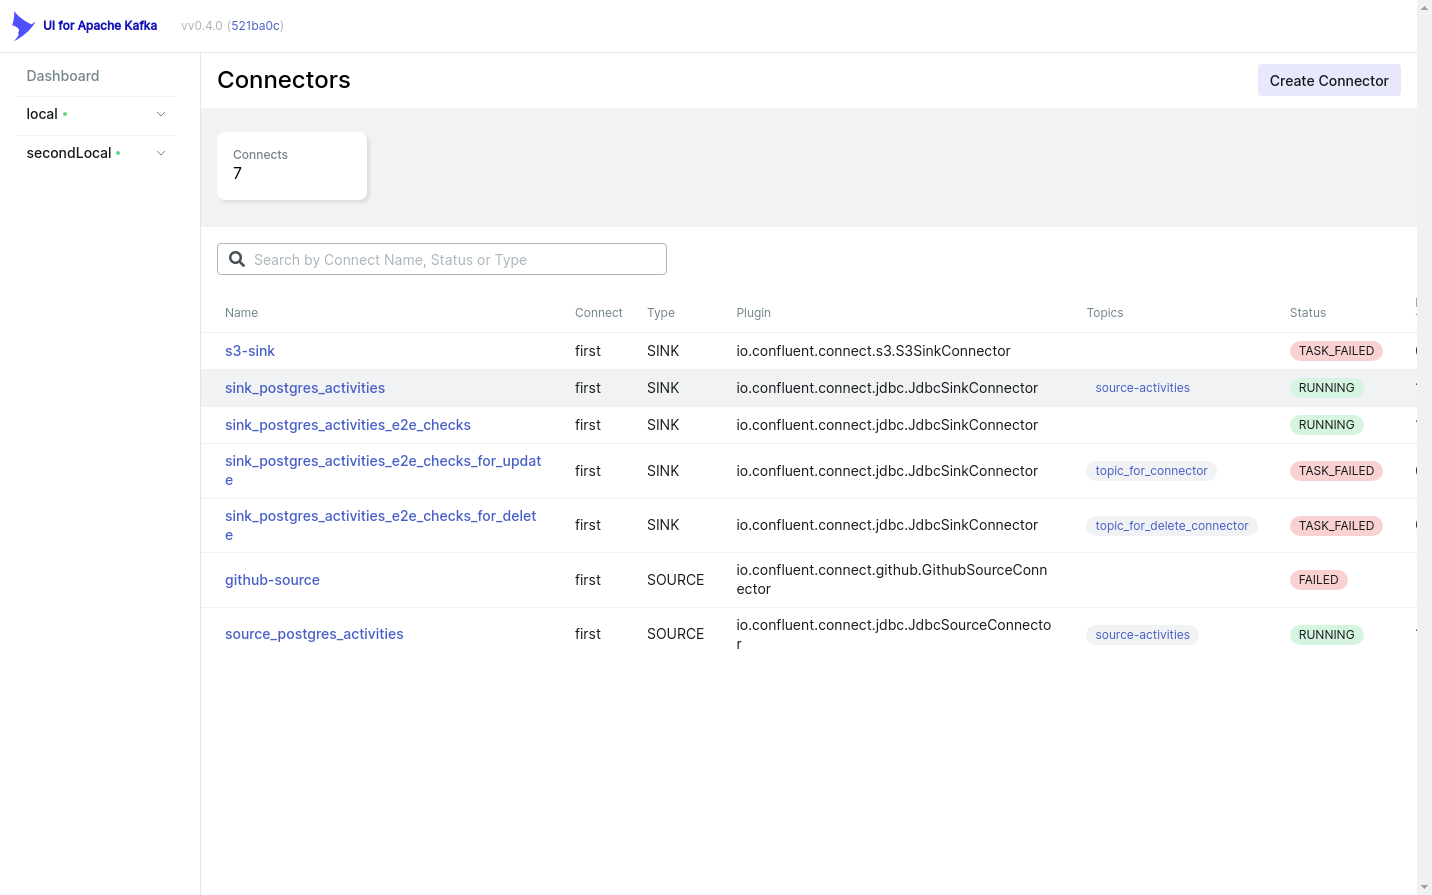 UI for Apache Kafka vv0.4.0 (521ba0c)
Dashboard
local
secondLocal
Connectors
Create Connector
Connects
7
Search by Connect Name, Status or Type
Name Connect Type Plugin Topics Status
s3-sink first SINK io.confluent.connect.s3.S3SinkConnector TASK_FAILED
sink_postgres_activities first SINK io.confluent.connect.jdbc.JdbcSinkConnector source-activities RUNNING
sink_postgres_activities_e2e_checks first SINK io.confluent.connect.jdbc.JdbcSinkConnector RUNNING
sink_postgres_activities_e2e_checks_for_updat
e first SINK io.confluent.connect.jdbc.JdbcSinkConnector topic_for_connector TASK_FAILED
sink_postgres_activities_e2e_checks_for_delet
e first SINK io.confluent.connect.jdbc.JdbcSinkConnector topic_for_delete_connector TASK_FAILED
github-source first SOURCE io.confluent.connect.github.GithubSourceConn
ector FAILED
source_postgres_activities first SOURCE io.confluent.connect.jdbc.JdbcSourceConnecto
r source-activities RUNNING